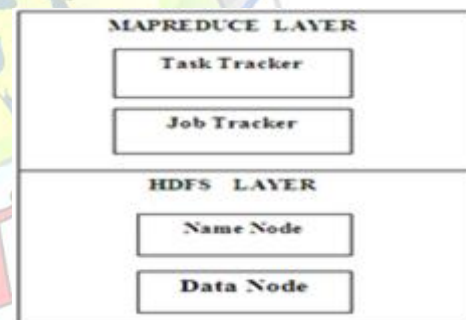 MAPREDUCE LAYER
Task Tracker
Job Tracker
HDFS LAYER
Name Node
Data Node